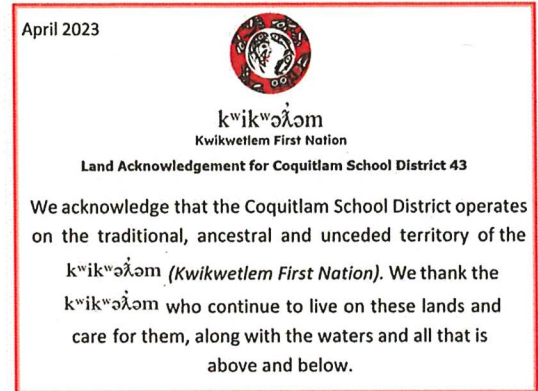 April 2023
kʷikʷəƛ̓əm
Kwikwetlem First Nation
Land Acknowledgement for Coquitlam School District 43
We acknowledge that the Coquitlam School District operates
on the traditional, ancestral and unceded territory of the
kʷikʷəƛ̓əm (Kwikwetlem First Nation). We thank the
kʷikʷəƛ̓əm who continue to live on these lands and
care for them, along with the waters and all that is
above and below.